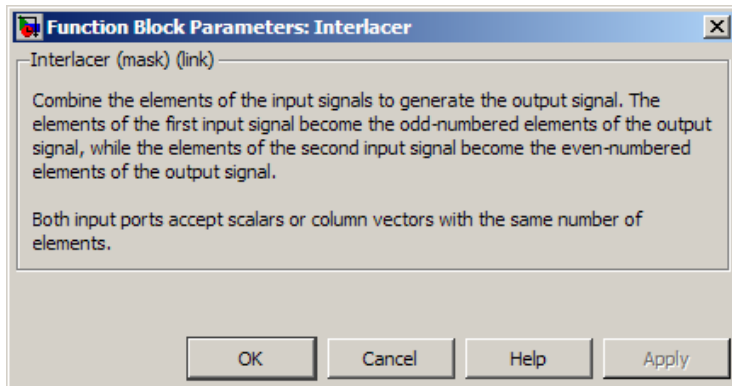 Function Block Parameters: Interlacer
Interlacer (mask) (link)
Combine the elements of the input signals to generate the output signal. The
elements of the first input signal become the odd-numbered elements of the output
signal, while the elements of the second input signal become the even-numbered
elements of the output signal.
Both input ports accept scalars or column vectors with the same number of
elements.
OK Cancel Help Apply